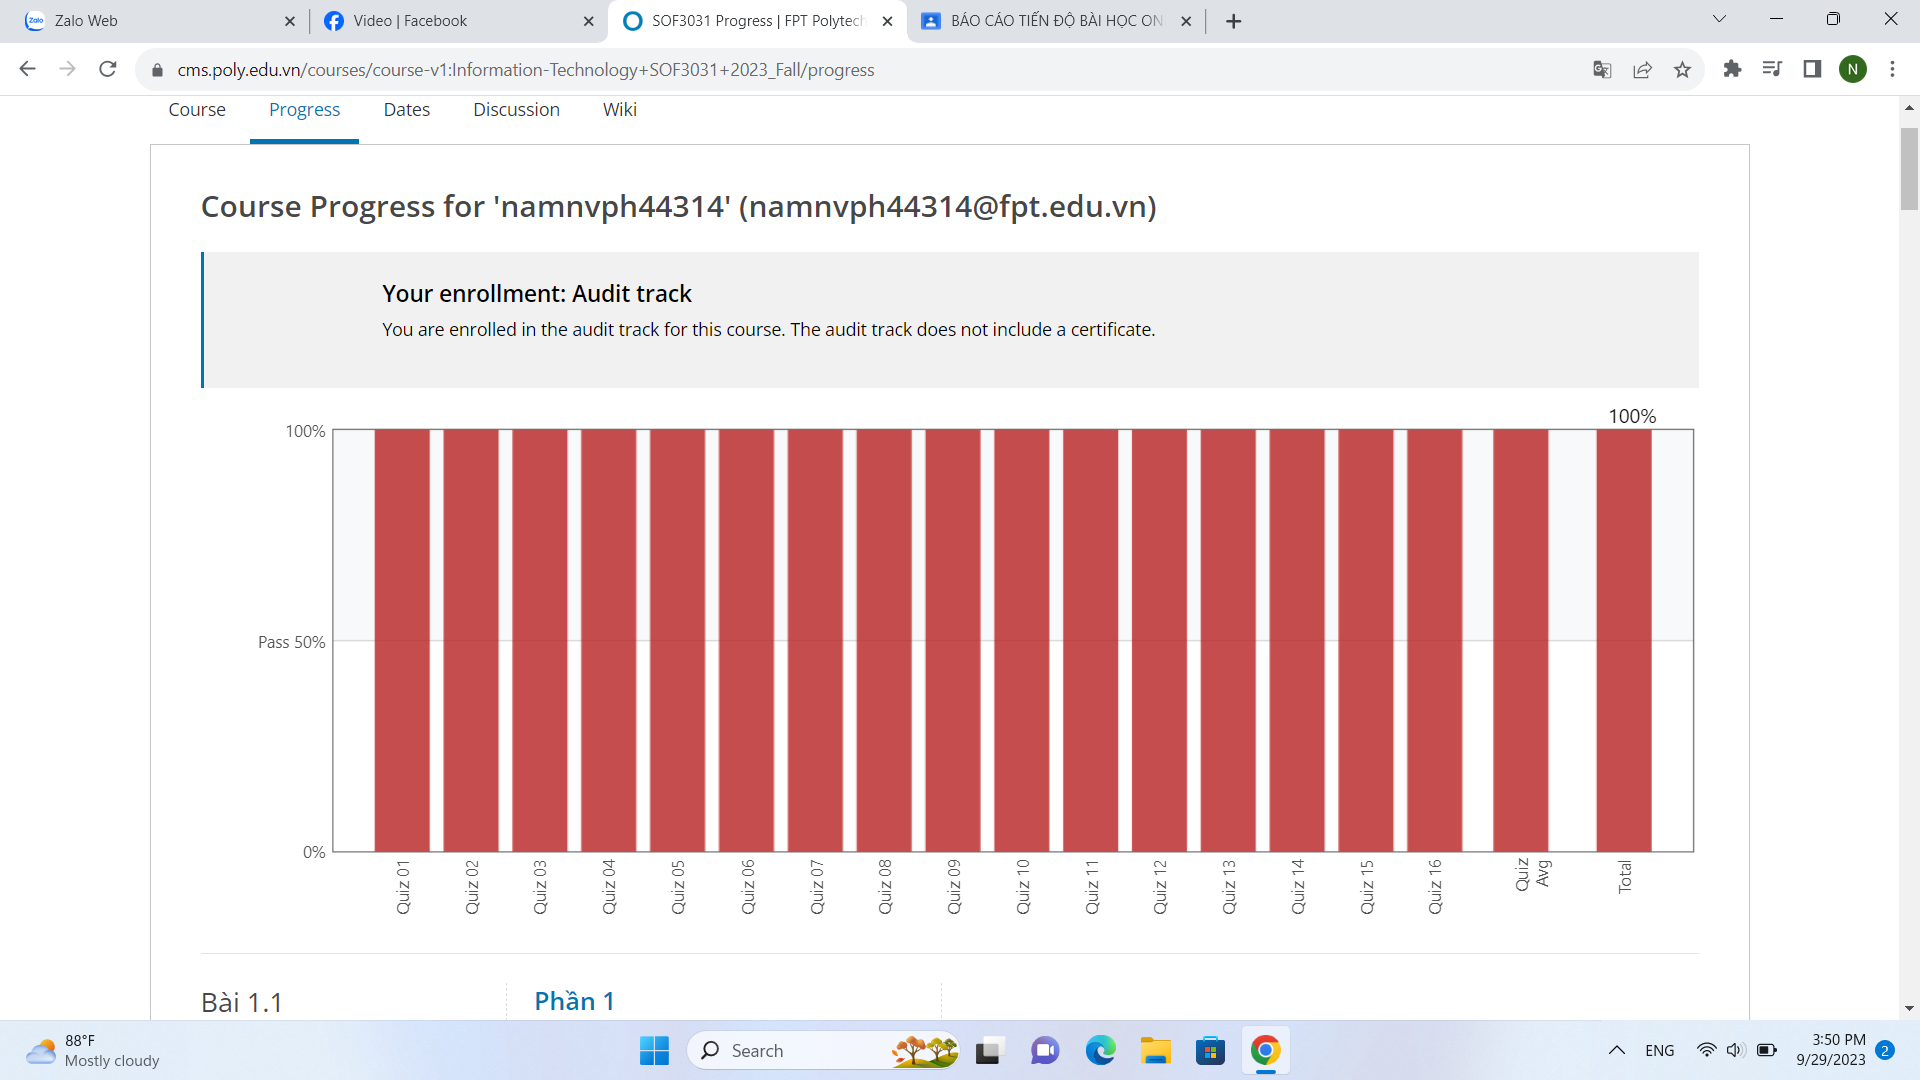 Zalo Web
Video | Facebook
SOF3031 Progress | FPT Polytech
BÁO CÁO TIẾN ĐỘ BÀI HỌC ON
cms.poly.edu.vn/courses/course-v1:Information-Technology+SOF3031+2023_Fall/progress
N
Course
Progress
Dates
Discussion
Wiki
Course Progress for 'namnvph44314' (namnvph44314@fpt.edu.vn)
Your enrollment: Audit track
You are enrolled in the audit track for this course. The audit track does not include a certificate.
100%
100%
Pass 50%
0%
Quiz 01
Quiz 02
Quiz 03
Quiz 04
Quiz 05
Quiz 06
Quiz 07
Quiz 08
Quiz 09
Quiz 10
Quiz 11
Quiz 12
Quiz 13
Quiz 14
Quiz 15
Quiz 16
Quiz
Avg
Total
Bài 1.1
Phần 1
88°F
Mostly cloudy
Search
ENG
3:50 PM
9/29/2023
2